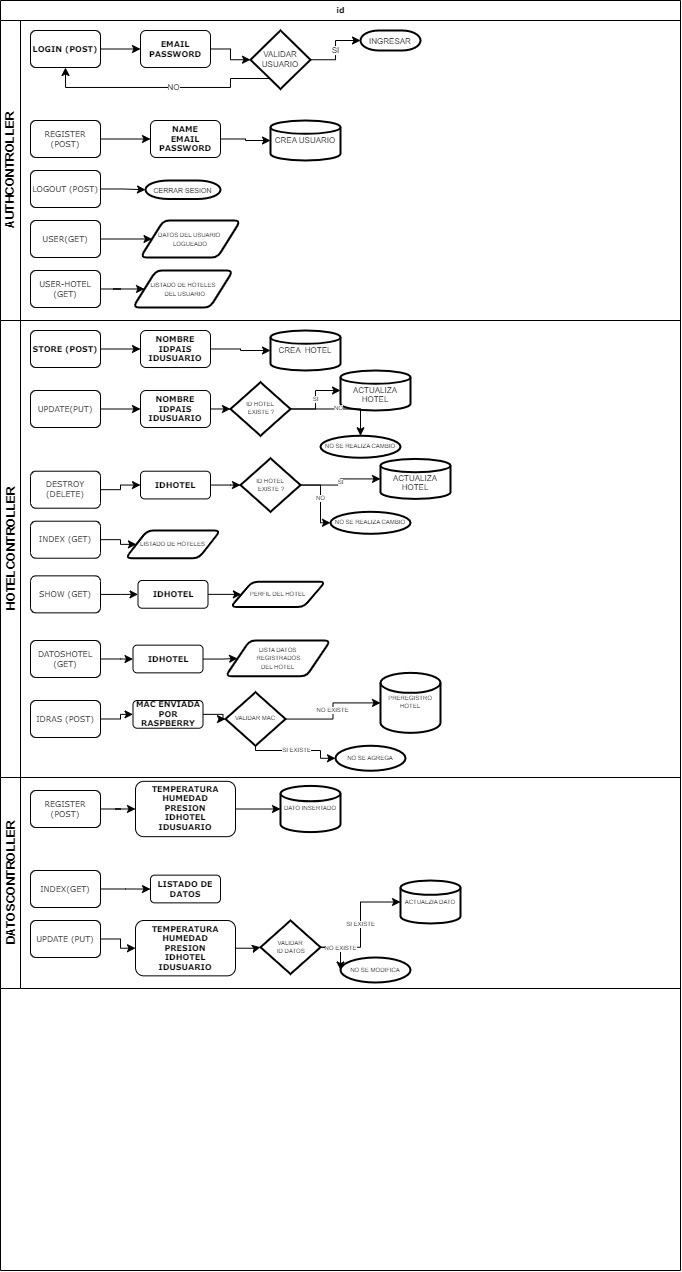 id
AUTHCONTROLLER
LOGIN (POST)
EMAIL
PASSWORD
VALIDAR
USUARIO
SI
INGRESAR
NO
REGISTER
(POST)
NAME
EMAIL
PASSWORD
CREA USUARIO
LOGOUT (POST)
CERRAR SESION
USER(GET)
DATOS DEL USUARIO
LOGUEADO
USER-HOTEL
(GET)
LISTADO DE HOTELES
DEL USUARIO
HOTELCONTROLLER
STORE (POST)
NOMBRE
IDPAIS
IDUSUARIO
CREA HOTEL
UPDATE(PUT)
NOMBRE
IDPAIS
IDUSUARIO
ID HOTEL
EXISTE ?
SI
ACTUALIZA
HOTEL
NO
NO SE REALIZA CAMBIO
DESTROY
(DELETE)
IDHOTEL
ID HOTEL
EXISTE ?
SI
ACTUALIZA
HOTEL
NO
NO SE REALIZA CAMBIO
INDEX (GET)
LISTADO DE HOTELES
SHOW (GET)
IDHOTEL
PERFIL DEL HOTEL
DATOSHOTEL
(GET)
IDHOTEL
LISTA DATOS
REGISTRADOS
DEL HOTEL
IDRAS (POST)
MAC ENVIADA
POR
RASPBERRY
VALIDAR MAC
NO EXISTE
PREREGISTRO
HOTEL
SI EXISTE
NO SE AGREGA
DATOSCONTROLLER
REGISTER
(POST)
TEMPERATURA
HUMEDAD
PRESION
IDHOTEL
IDUSUARIO
DATO INSERTADO
INDEX(GET)
LISTADO DE
DATOS
UPDATE (PUT)
TEMPERATURA
HUMEDAD
PRESION
IDHOTEL
IDUSUARIO
VALIDAR
ID DATOS
SI EXISTE
ACTUALZIA DATO
NO EXISTE
NO SE MODIFICA